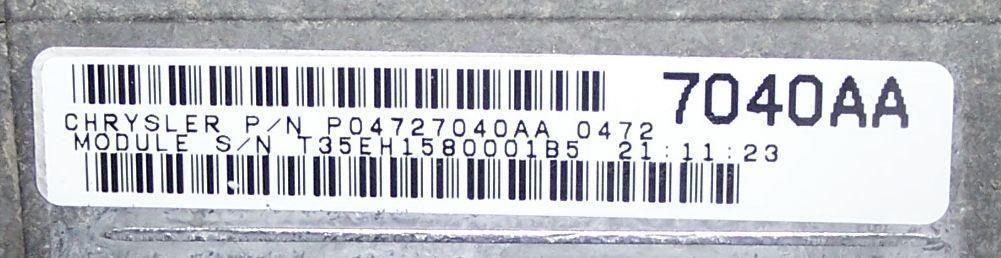 7040AA
CHRYSLER P/N P04727040AA 0472
MODULE S/N T35EH1580001B5 21:11:23